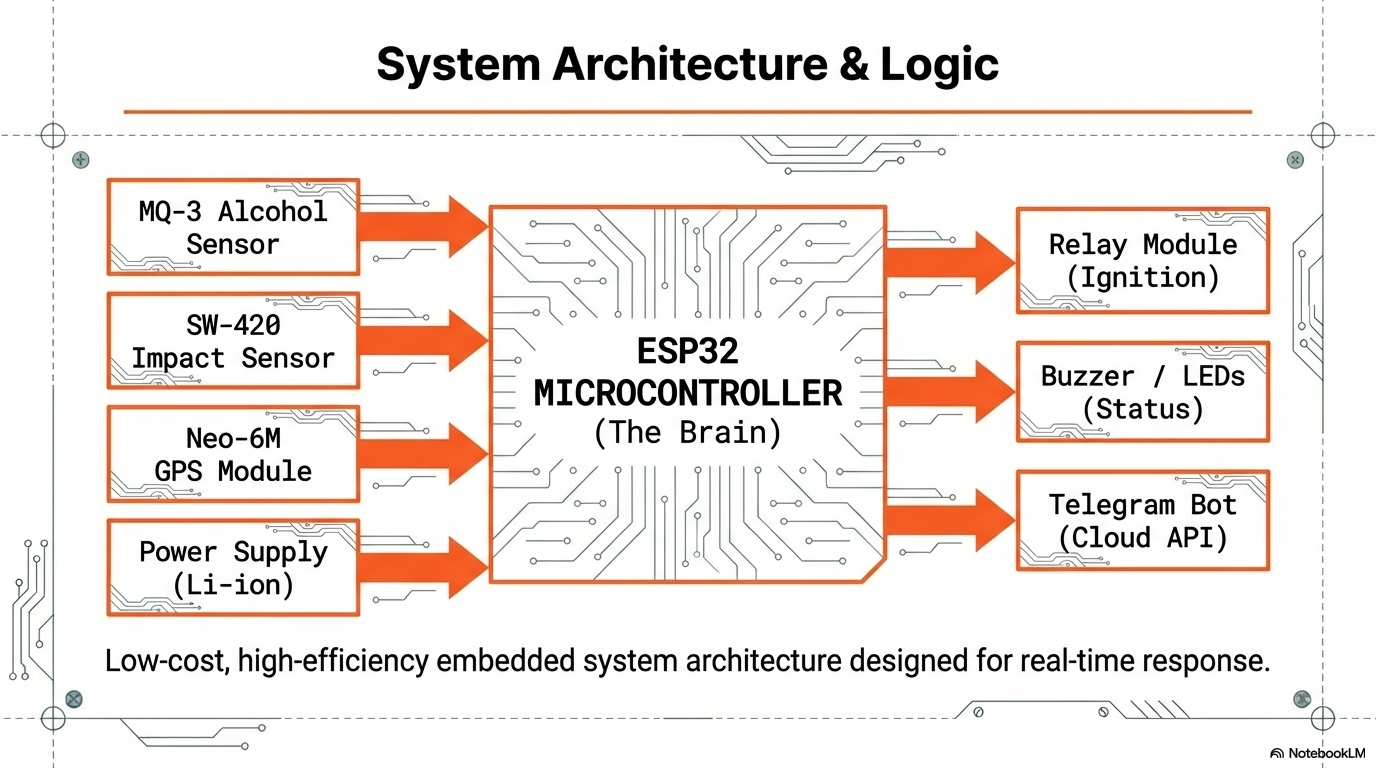 System Architecture & Logic
MQ-3 Alcohol
Sensor
SW-420
Impact Sensor
Neo-6M
GPS Module
Power Supply
(Li-ion)
ESP32
MICROCONTROLLER
(The Brain)
Relay Module
(Ignition)
Buzzer / LEDs
(Status)
Telegram Bot
(Cloud API)
Low-cost, high-efficiency embedded system architecture designed for real-time response.
NotebookLM